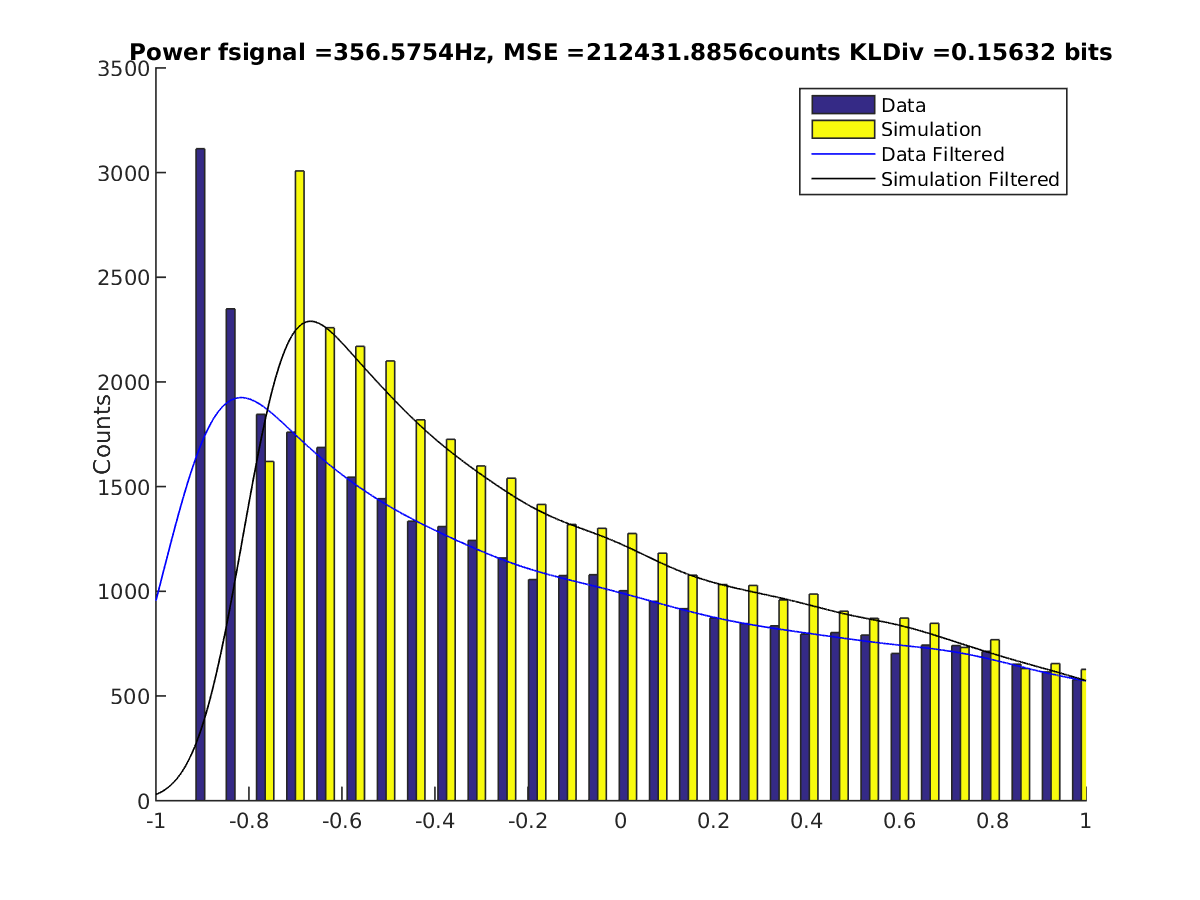 Power fsignal =356.5754Hz, MSE =212431.8856counts KLDiv =0.15632 bits
3500
3000
2500
2000
1500
1000
500
0
Counts
Data
Simulation
Data Filtered
Simulation Filtered
-1 -0.8 -0.6 -0.4 -0.2 0 0.2 0.4 0.6 0.8 1